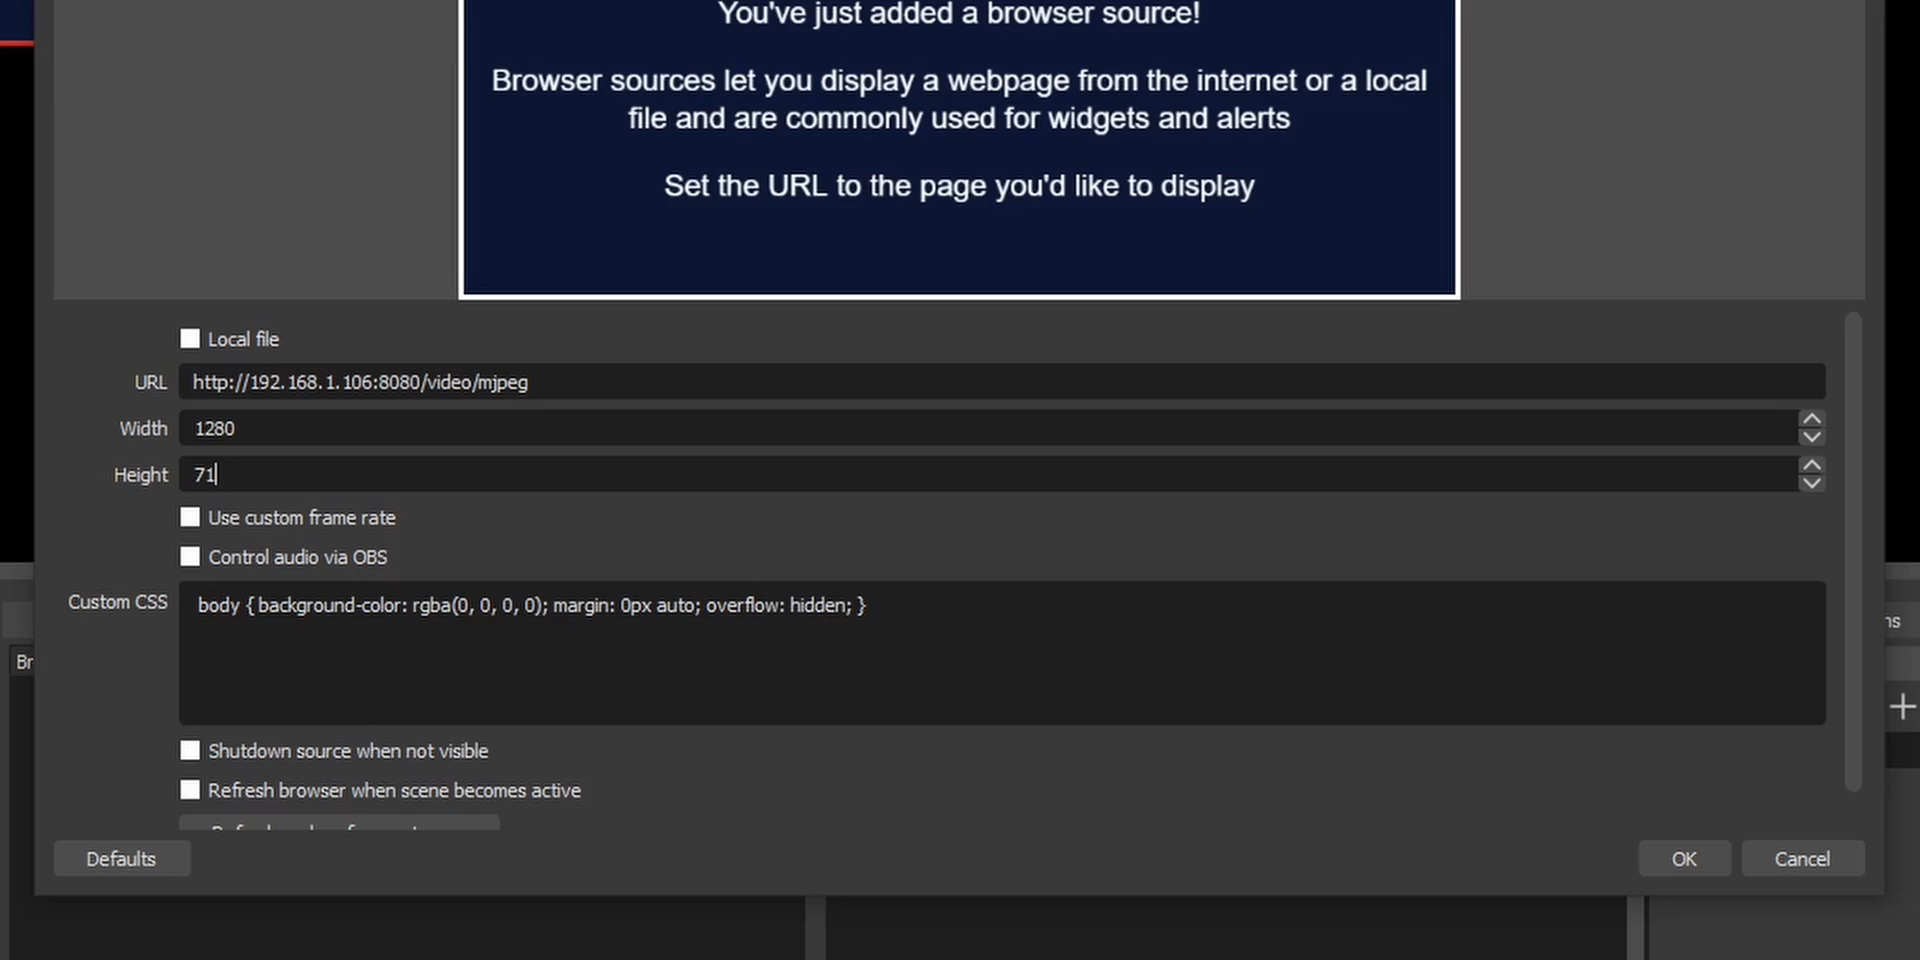 You've just added a browser source!
Browser sources let you display a webpage from the internet or a local
file and are commonly used for widgets and alerts
Set the URL to the page you'd like to display
Local file
URL http://192.168.1.106:8080/video/mjpeg
Width 1280
Height 71
Use custom frame rate
Control audio via OBS
Custom CSS body { background-color: rgba(0, 0, 0, 0); margin: 0px auto; overflow: hidden; }
ns
Br
Shutdown source when not visible
Refresh browser when scene becomes active
Defaults OK Cancel